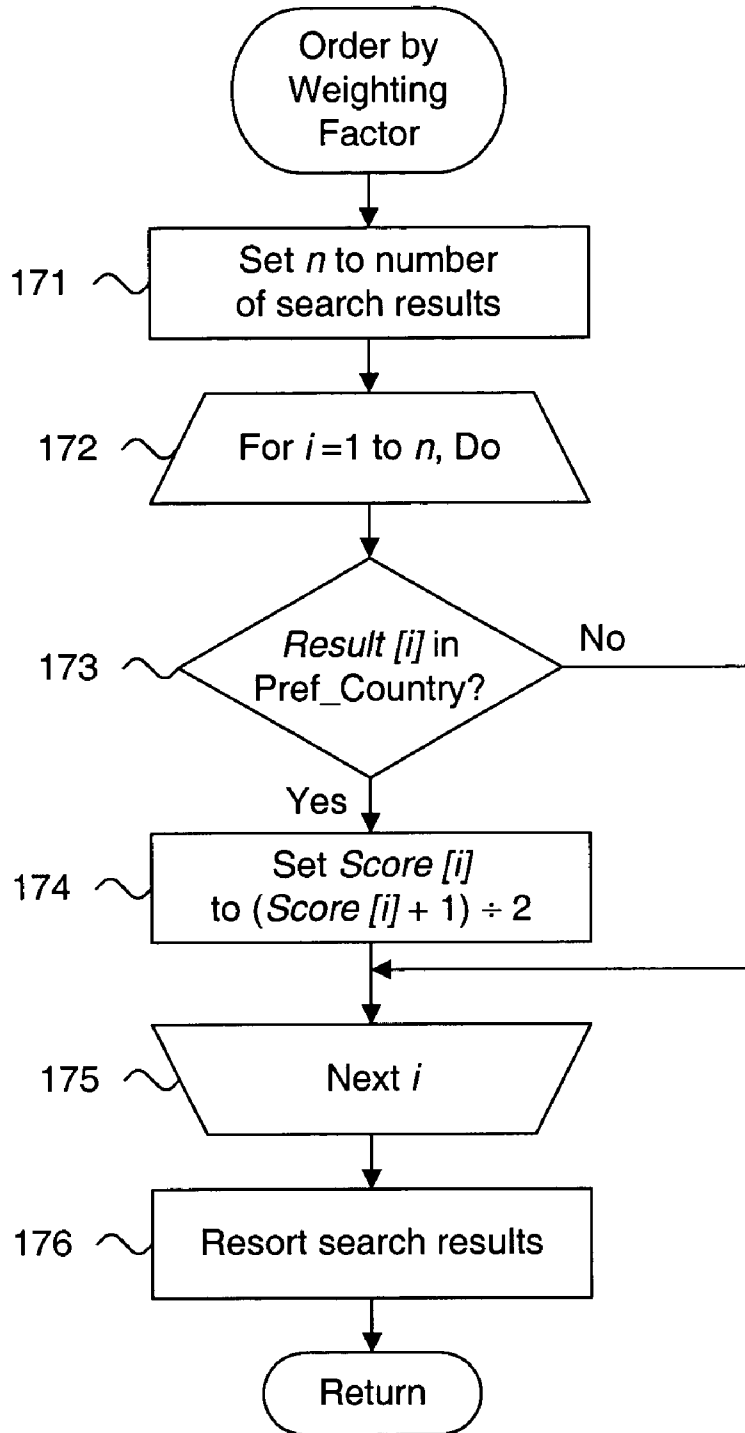 Order by
Weighting
Factor
171
Set n to number
of search results
172
For i=1 to n, Do
173
Result [i] in
Pref_Country?
No
Yes
174
Set Score [i]
to (Score [i] + 1) ÷ 2
175
Next i
176
Resort search results
Return